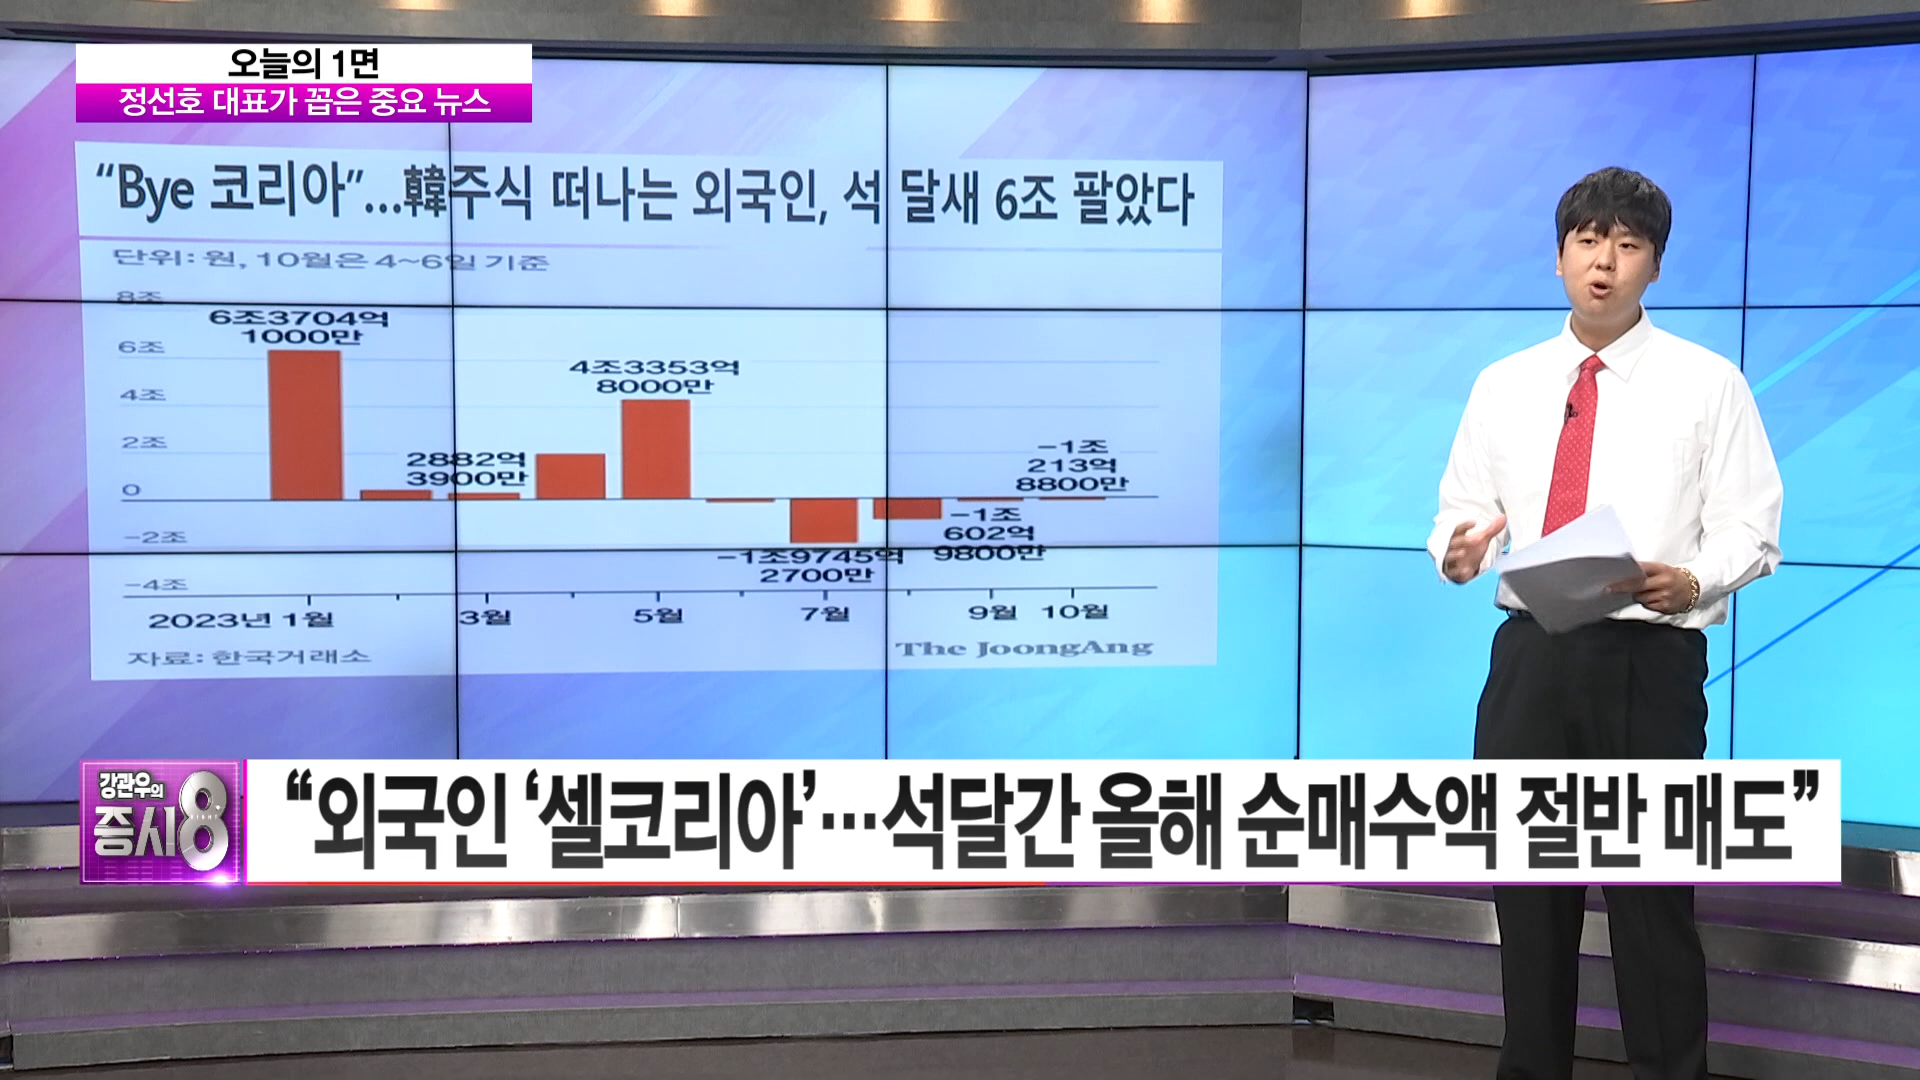 오늘의 1면
정선호 대표가 꼽은 중요 뉴스
“Bye 코리아”...韓주식 떠나는 외국인, 석 달새 6조 팔았다
단위: 원, 10월은 4~6일 기준
8조
6조3704억
1000만
6조
4조3353억
8000만
4조
2조
2882억
3900만
-1조
213억
8800만
0
-1조
602억
9800만
-2조
-1조9745억
2700만
-4조
2023년 1월 3월 5월 7월 9월 10월
자료: 한국거래소
The JoongAng
강관우의
증시8
“외국인 ‘셀코리아’…석달간 올해 순매수액 절반 매도”